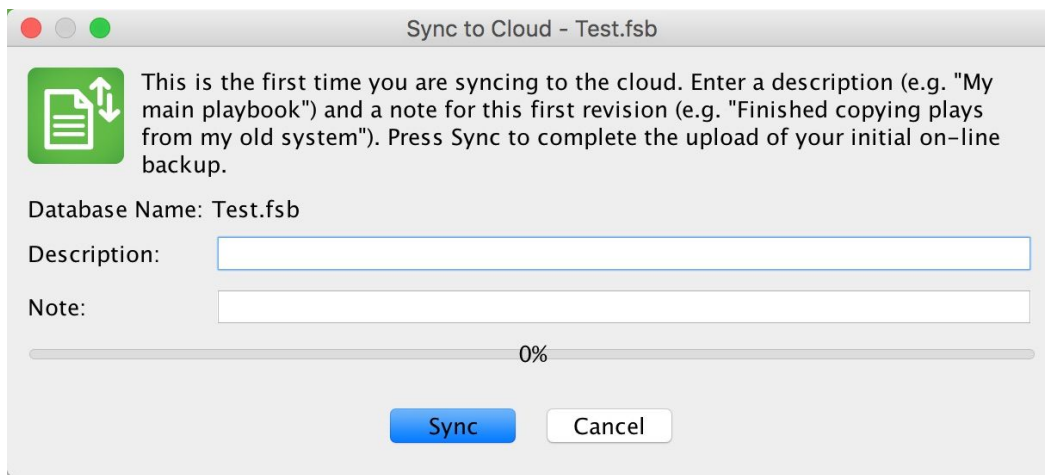 Sync to Cloud - Test.fsb
This is the first time you are syncing to the cloud. Enter a description (e.g. "My
main playbook") and a note for this first revision (e.g. "Finished copying plays
from my old system"). Press Sync to complete the upload of your initial on-line
backup.
Database Name: Test.fsb
Description:
Note:
0%
Sync Cancel